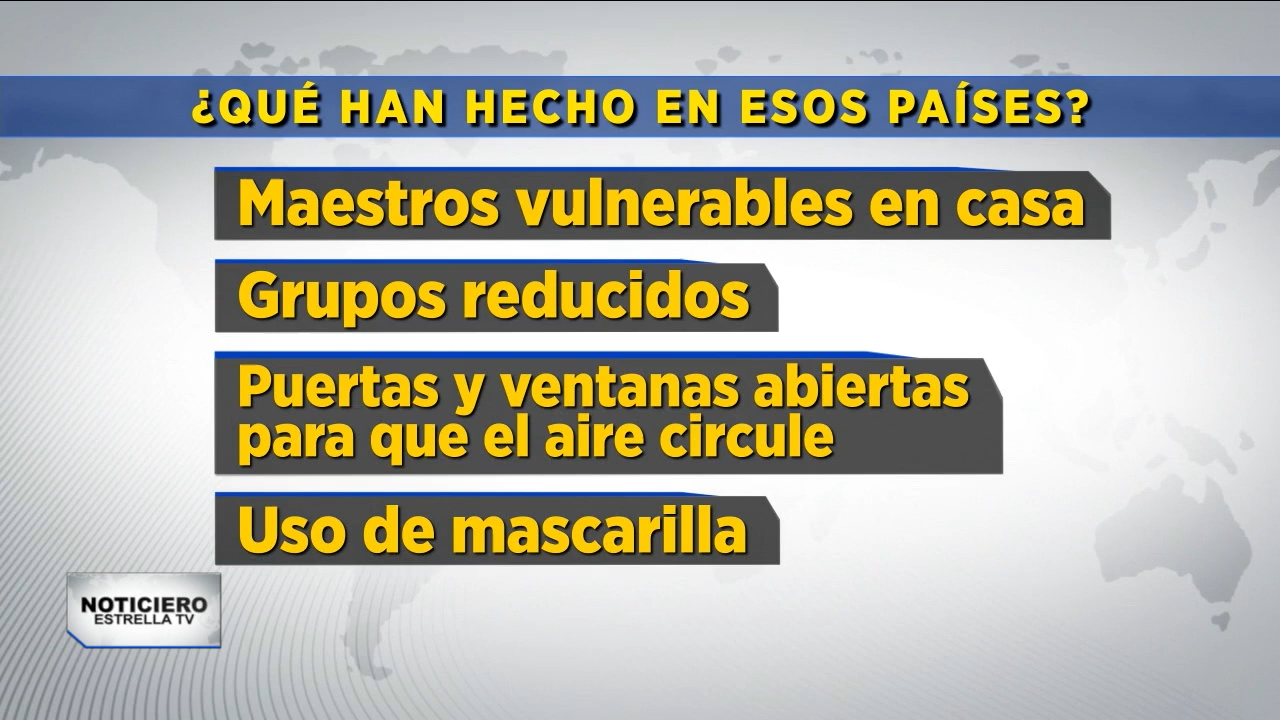 ¿QUÉ HAN HECHO EN ESOS PAÍSES?
Maestros vulnerables en casa
Grupos reducidos
Puertas y ventanas abiertas
para que el aire circule
Uso de mascarilla
NOTICIERO
ESTRELLA TV